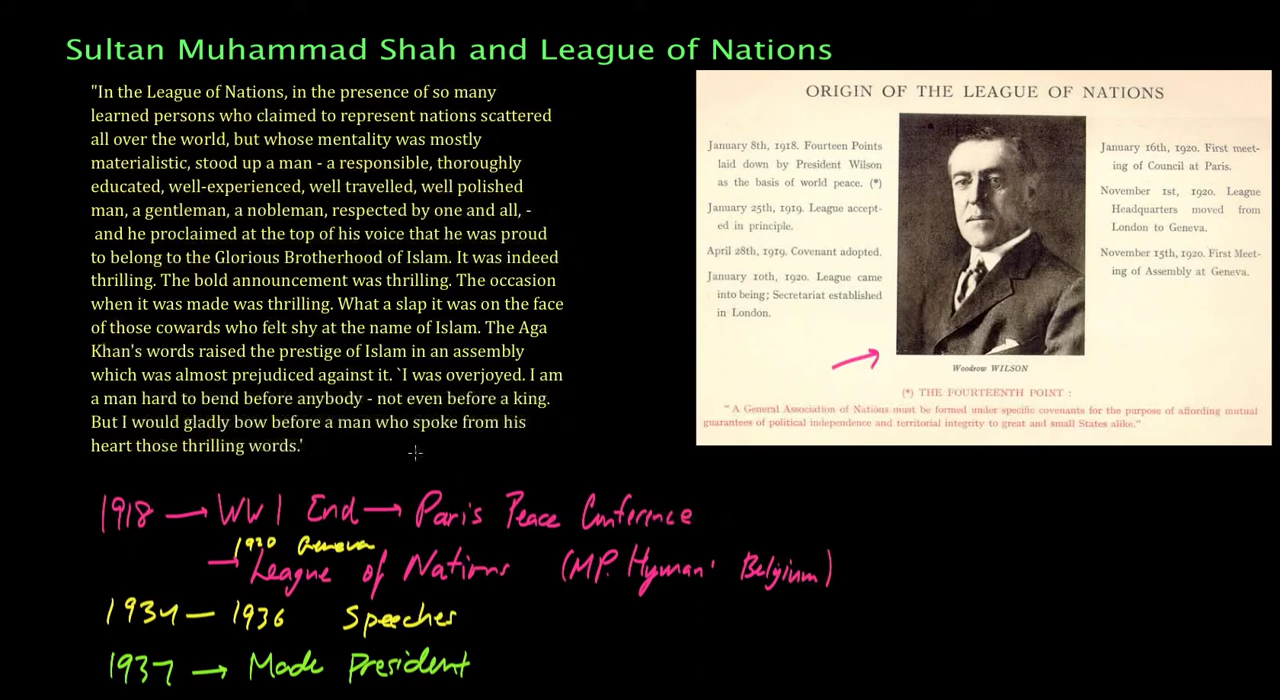 Sultan Muhammad Shah and League of Nations
"In the League of Nations, in the presence of so many
learned persons who claimed to represent nations scattered
all over the world, but whose mentality was mostly
materialistic, stood up a man - a responsible, thoroughly
educated, well-experienced, well travelled, well polished
man, a gentleman, a nobleman, respected by one and all, -
and he proclaimed at the top of his voice that he was proud
to belong to the Glorious Brotherhood of Islam. It was indeed
thrilling. The bold announcement was thrilling. The occasion
when it was made was thrilling. What a slap it was on the face
of those cowards who felt shy at the name of Islam. The Aga
Khan's words raised the prestige of Islam in an assembly
which was almost prejudiced against it. `I was overjoyed. I am
a man hard to bend before anybody - not even before a king.
But I would gladly bow before a man who spoke from his
heart those thrilling words.'
ORIGIN OF THE LEAGUE OF NATIONS
January 8th, 1918. Fourteen Points
laid down by President Wilson
as the basis of world peace. (*)
January 25th, 1919. League accept-
ed in principle.
April 28th, 1919. Covenant adopted.
January 10th, 1920. League came
into being; Secretariat established
in London.
January 16th, 1920. First meet-
ing of Council at Paris.
November 1st, 1920. League
Headquarters moved from
London to Geneva.
November 15th, 1920. First Meet-
ing of Assembly at Geneva.
Woodrow WILSON
(*) THE FOURTEENTH POINT :
" A General Association of Nations must be formed under specific covenants for the purpose of affording mutual
guarantees of political independence and territorial integrity to great and small States alike."
1918 → WW1 End → Paris Peace Conference
1920 Geneva
→ League of Nations (MP. Hyman' Belgium)
1934 - 1936 Speeches
1937 → Made President